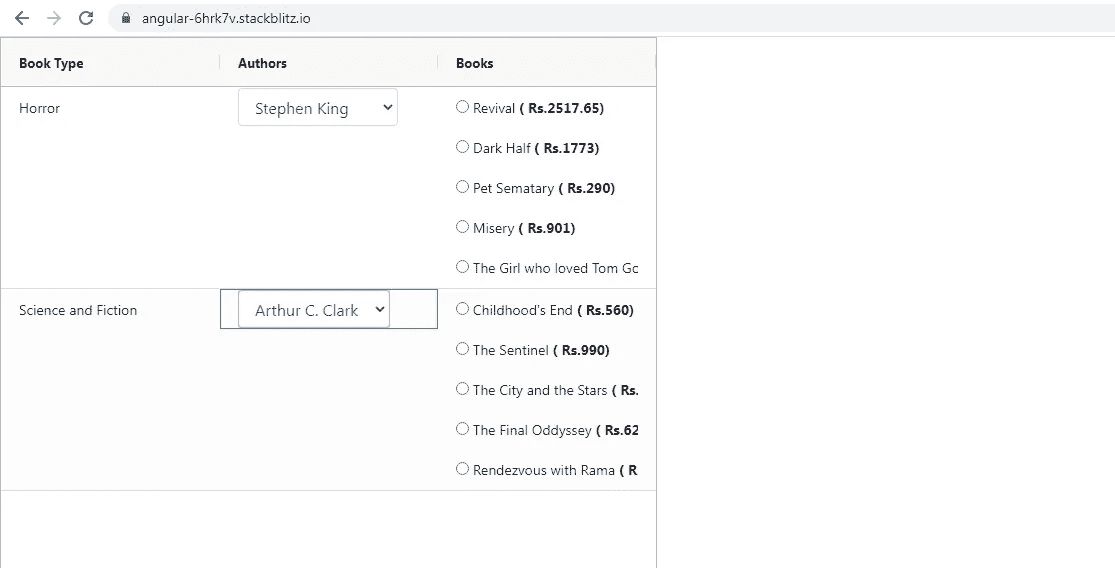 angular-6hrk7v.stackblitz.io
Book Type Authors Books
Horror Stephen King Revival ( Rs.2517.65)
Dark Half ( Rs.1773)
Pet Sematary ( Rs.290)
Misery ( Rs.901)
The Girl who loved Tom Gc
Science and Fiction Arthur C. Clark Childhood's End ( Rs.560)
The Sentinel ( Rs.990)
The City and the Stars ( Rs.
The Final Oddyssey ( Rs.62
Rendezvous with Rama ( R